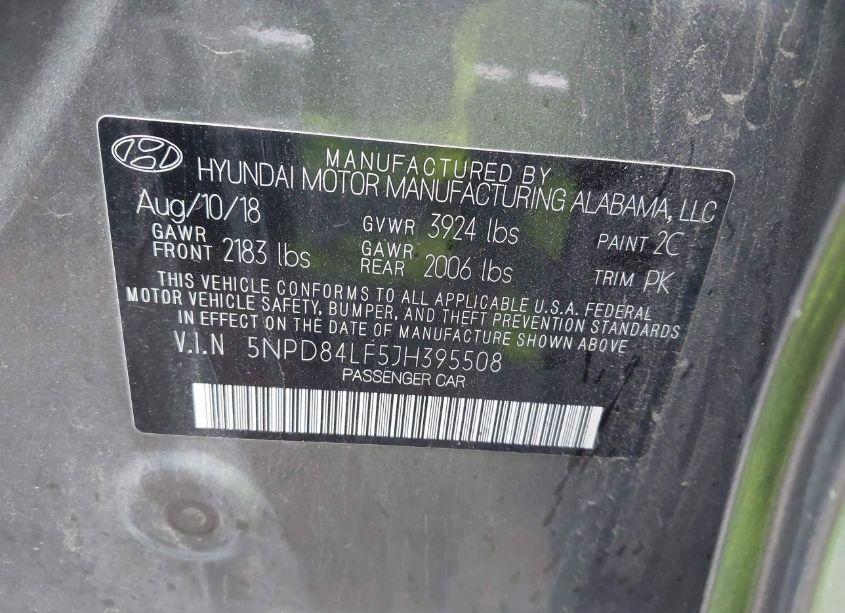 MANUFACTURED BY
HYUNDAI MOTOR MANUFACTURING ALABAMA, LLC
Aug/10/18 GVWR 3924 lbs PAINT 2C
GAWR FRONT 2183 lbs GAWR REAR 2006 lbs TRIM PK
THIS VEHICLE CONFORMS TO ALL APPLICABLE U.S.A. FEDERAL
MOTOR VEHICLE SAFETY, BUMPER, AND THEFT PREVENTION STANDARDS
IN EFFECT ON THE DATE OF MANUFACTURE SHOWN ABOVE
V.I.N 5NPD84LF5JH395508
PASSENGER CAR